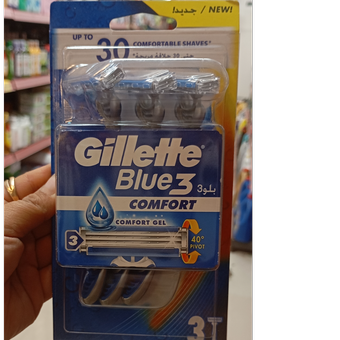 جديد! / NEW!
UP TO
30 COMFORTABLE SHAVES*
Gillette®
Blue3 بلو3
COMFORT
COMFORT GEL
3
40°
PIVOT
3